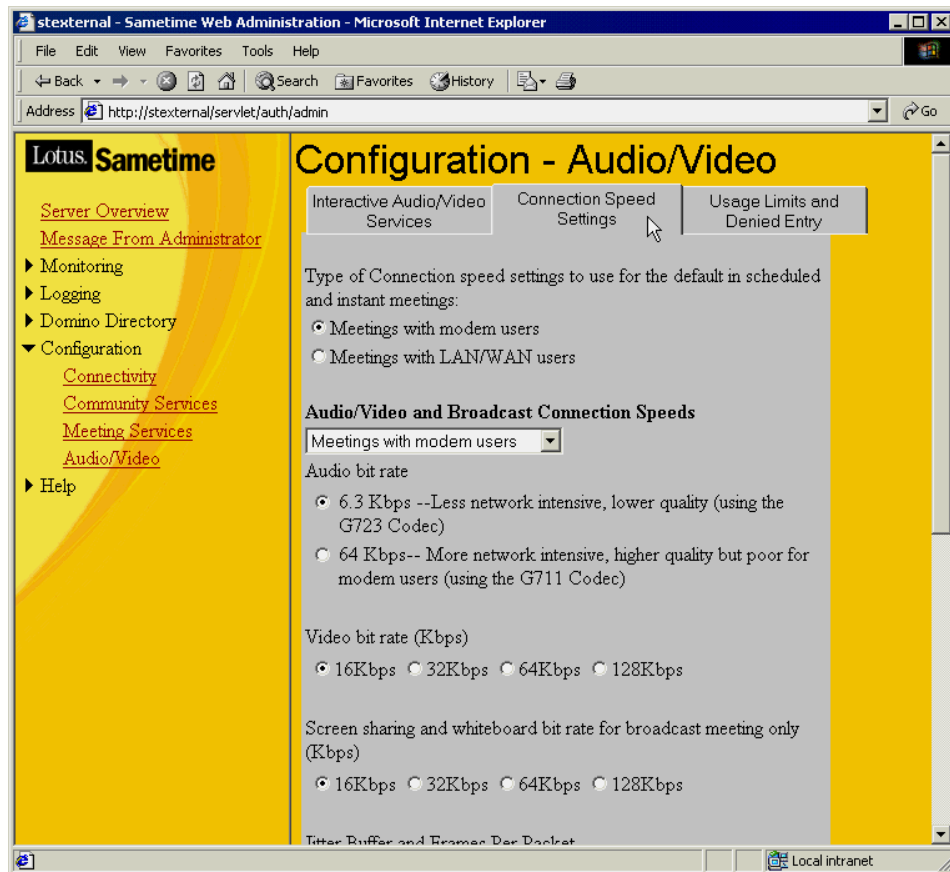 stexternal - Sametime Web Administration - Microsoft Internet Explorer
File Edit View Favorites Tools Help
Back Search Favorites History
Address http://stexternal/servlet/auth/admin Go
Lotus. Sametime
Server Overview
Message From Administrator
Monitoring
Logging
Domino Directory
Configuration
Connectivity
Community Services
Meeting Services
Audio/Video
Help
Configuration - Audio/Video
Interactive Audio/Video
Services
Connection Speed
Settings
Usage Limits and
Denied Entry
Type of Connection speed settings to use for the default in scheduled
and instant meetings:
Meetings with modem users
Meetings with LAN/WAN users
Audio/Video and Broadcast Connection Speeds
Meetings with modem users
Audio bit rate
6.3 Kbps --Less network intensive, lower quality (using the
G723 Codec)
64 Kbps-- More network intensive, higher quality but poor for
modem users (using the G711 Codec)
Video bit rate (Kbps)
16Kbps 32Kbps 64Kbps 128Kbps
Screen sharing and whiteboard bit rate for broadcast meeting only
(Kbps)
16Kbps 32Kbps 64Kbps 128Kbps
Jitter Buffer and Frames Per Packet
Local intranet